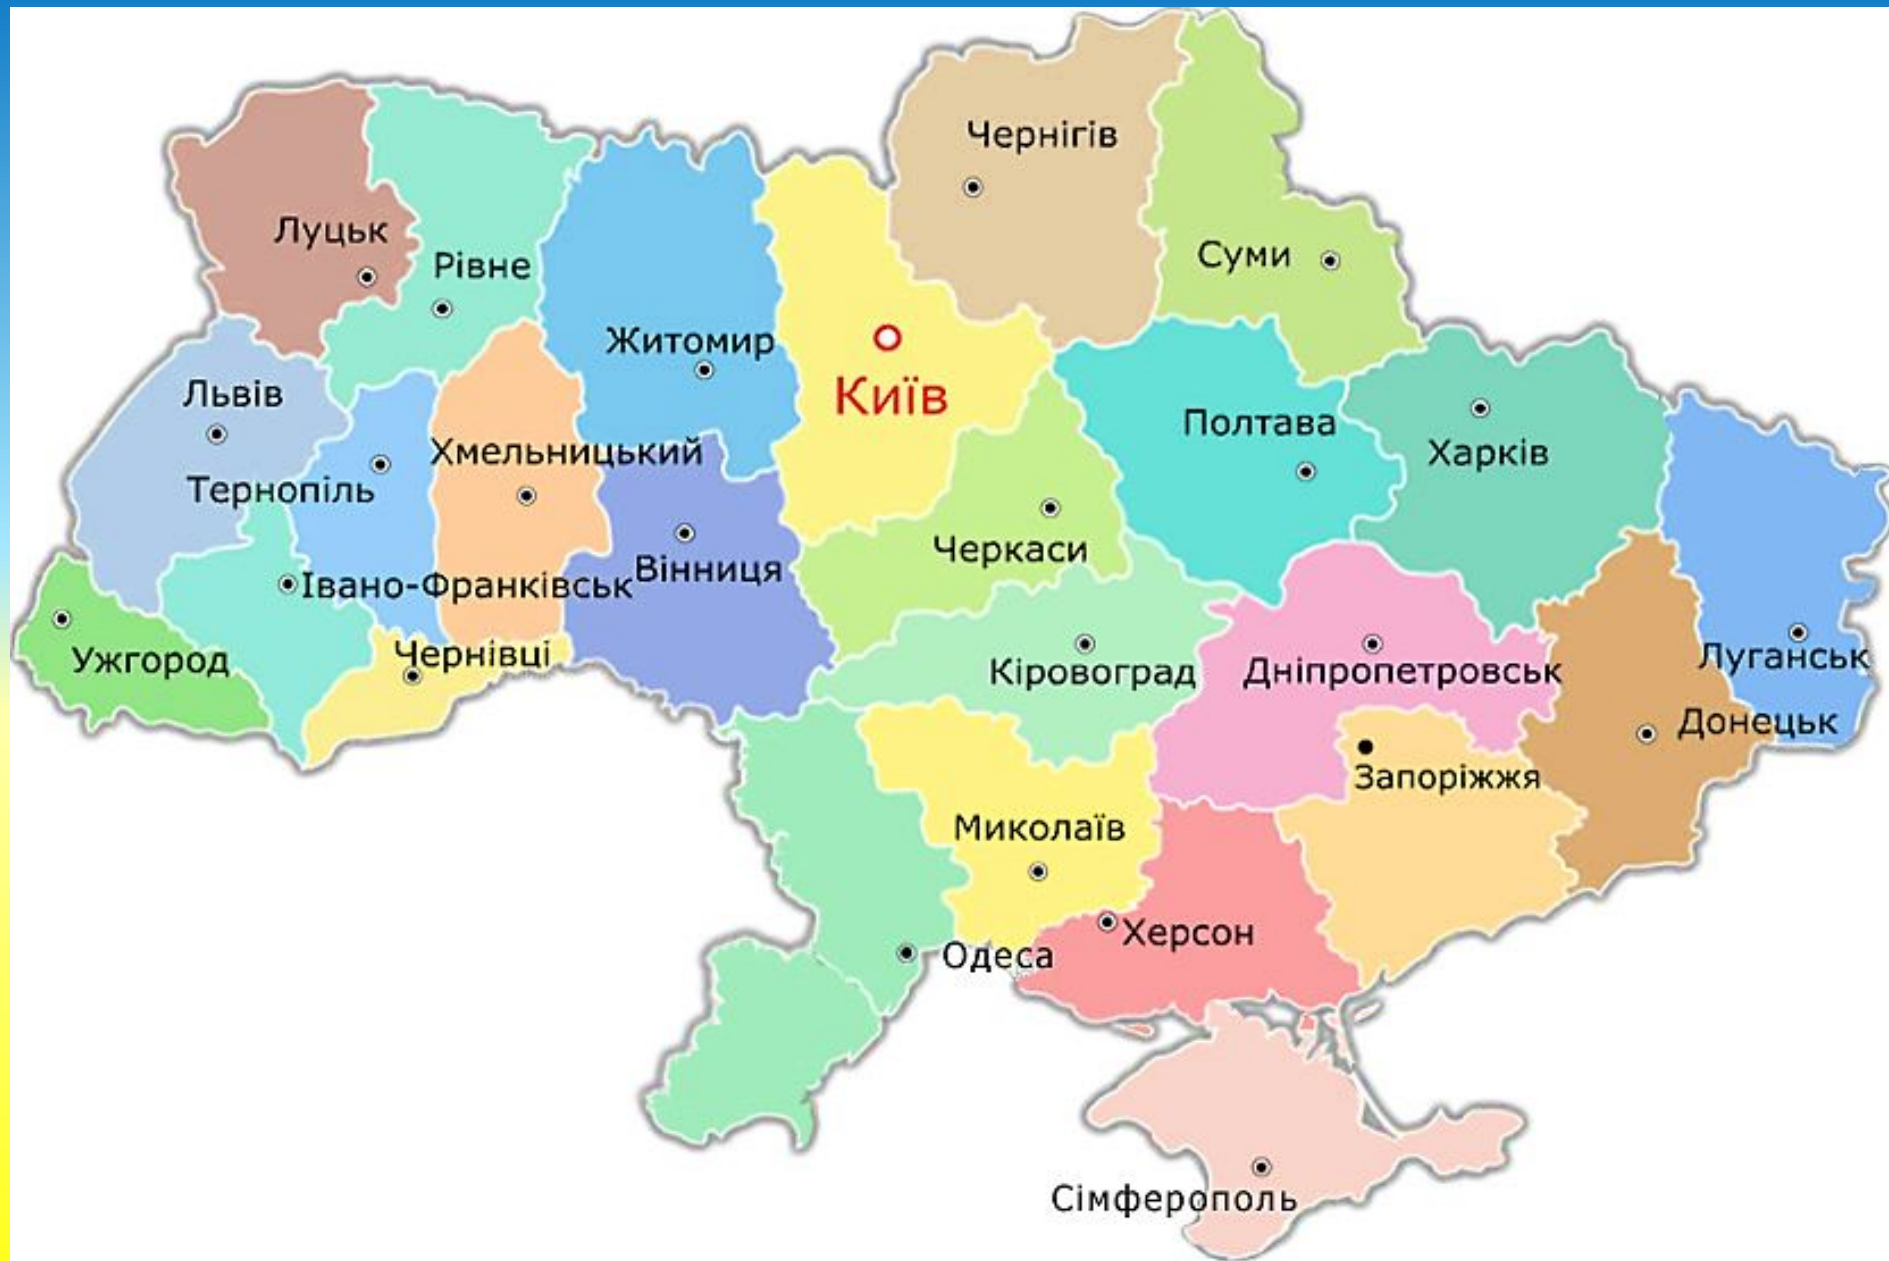 Чернігів
Луцьк
Суми
Рівне
Житомир
Київ
Львів
Полтава
Хмельницький
Харків
Тернопіль
Черкаси
Вінниця
Івано-Франківськ
Чернівці
Луганськ
Ужгород
Кіровоград
Дніпропетровськ
Донецьк
Запоріжжя
Миколаїв
Херсон
Одеса
Сімферополь